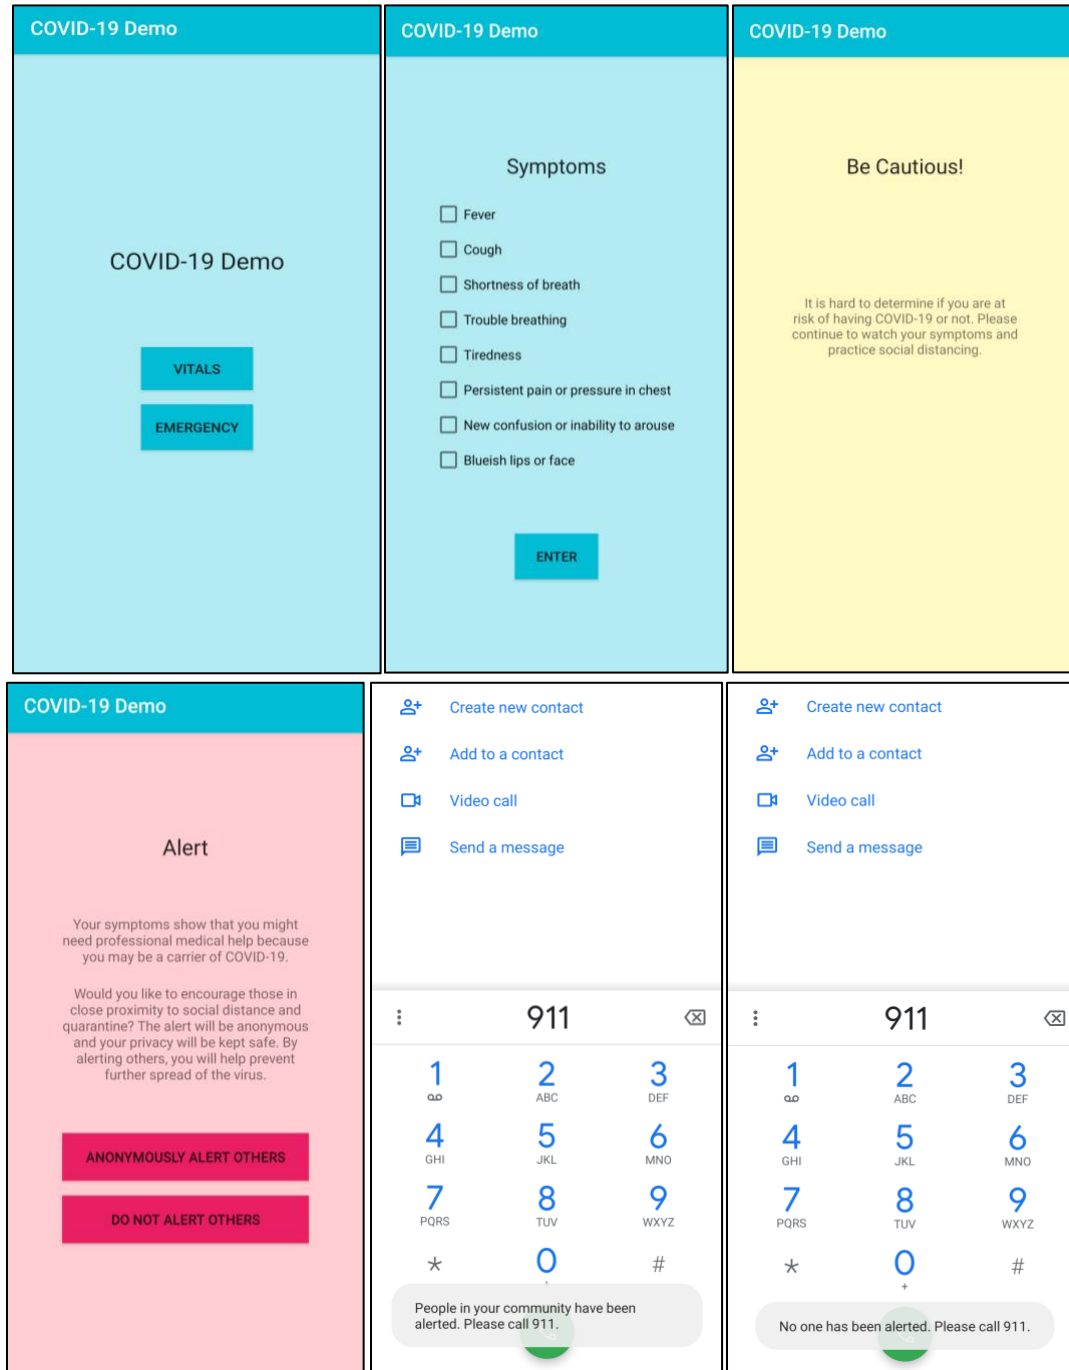 COVID-19 Demo
COVID-19 Demo
VITALS
EMERGENCY
COVID-19 Demo
Symptoms
Fever
Cough
Shortness of breath
Trouble breathing
Tiredness
Persistent pain or pressure in chest
New confusion or inability to arouse
Blueish lips or face
ENTER
COVID-19 Demo
Be Cautious!
It is hard to determine if you are at
risk of having COVID-19 or not. Please
continue to watch your symptoms and
practice social distancing.
COVID-19 Demo
Alert
Your symptoms show that you might
need professional medical help because
you may be a carrier of COVID-19.
Would you like to encourage those in
close proximity to social distance and
quarantine? The alert will be anonymous
and your privacy will be kept safe. By
alerting others, you will help prevent
further spread of the virus.
ANONYMOUSLY ALERT OTHERS
DO NOT ALERT OTHERS
Create new contact
Add to a contact
Video call
Send a message
911
1 2 3
ABC DEF
4 5 6
GHI JKL MNO
7 8 9
PQRS TUV WXYZ
* 0 #
People in your community have been
alerted. Please call 911.
Create new contact
Add to a contact
Video call
Send a message
911
1 2 3
ABC DEF
4 5 6
GHI JKL MNO
7 8 9
PQRS TUV WXYZ
* 0 #
+
No one has been alerted. Please call 911.